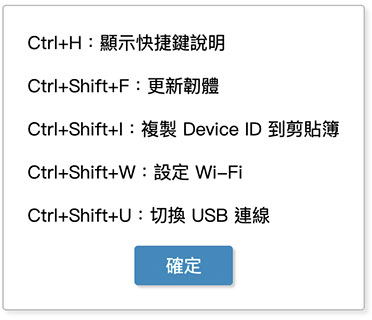 Ctrl+H：顯示快捷鍵說明
Ctrl+Shift+F：更新韌體
Ctrl+Shift+I：複製 Device ID 到剪貼簿
Ctrl+Shift+W：設定 Wi-Fi
Ctrl+Shift+U：切換 USB 連線
確定